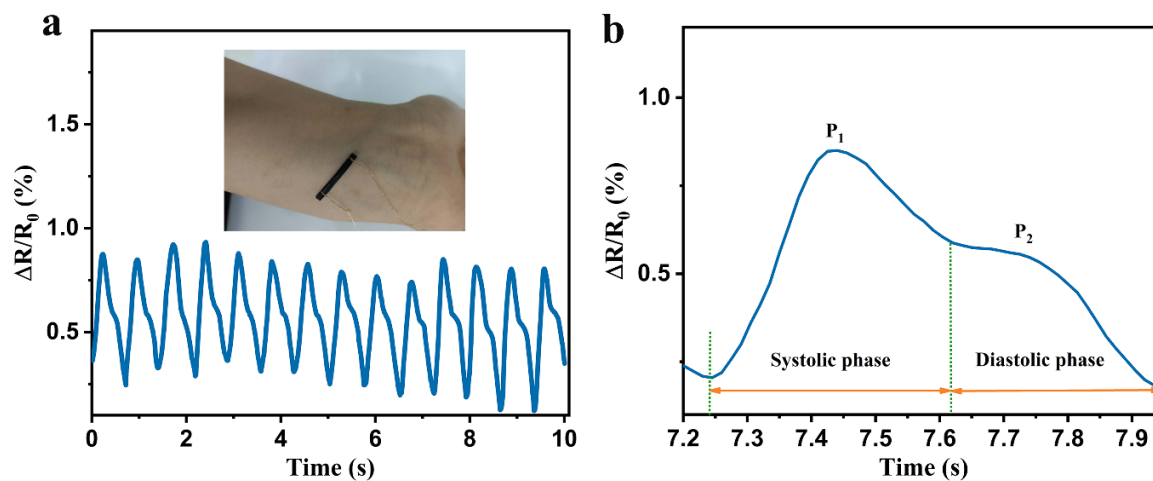 a
ΔR/R₀ (%)
1.5
1.0
0.5
0 2 4 6 8 10
Time (s)
b
ΔR/R₀ (%)
1.0
0.5
P₁
P₂
Systolic phase
Diastolic phase
7.2 7.3 7.4 7.5 7.6 7.7 7.8 7.9
Time (s)